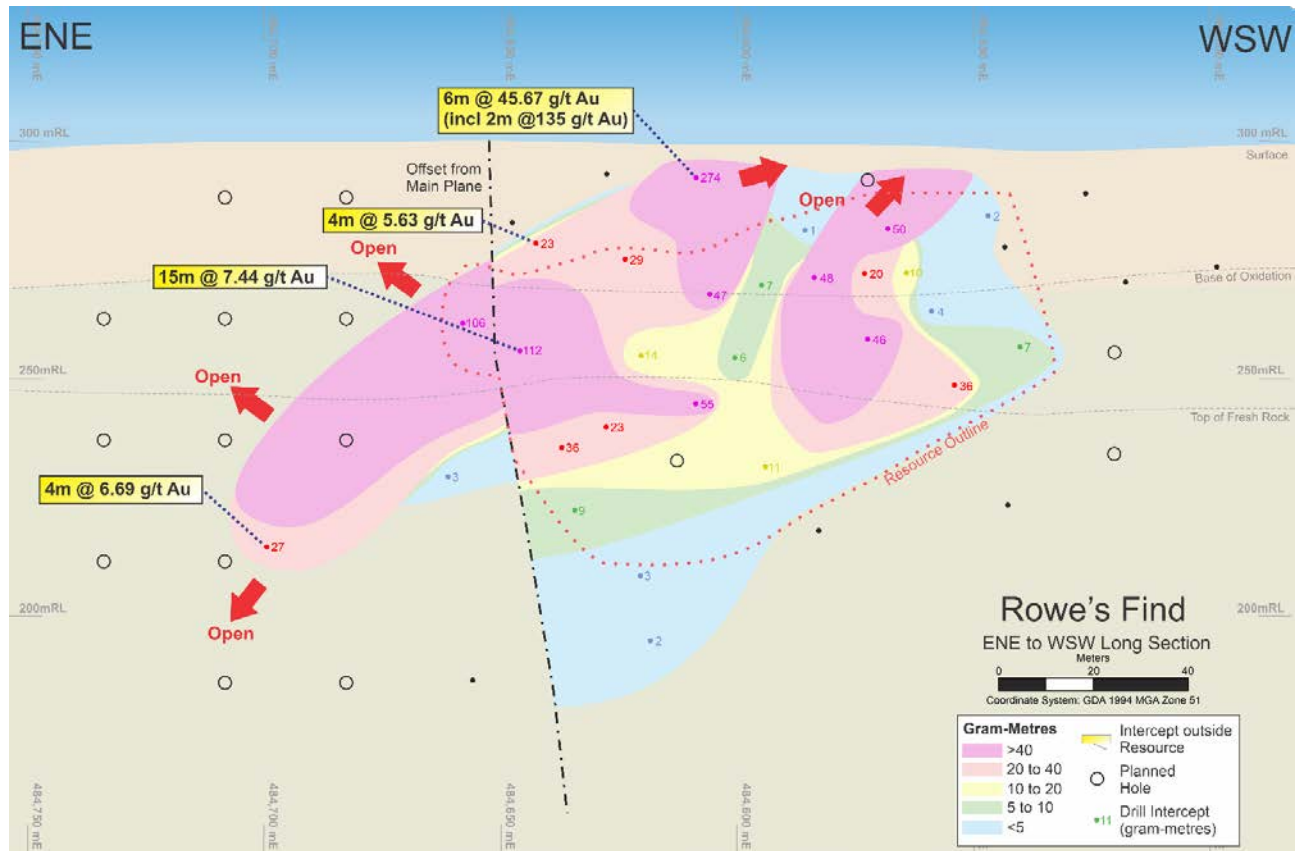 ENE
WSW
6m @ 45.67 g/t Au
(incl 2m @135 g/t Au)
300 mRL
300 mRL
Surface
Offset from
Main Plane
274
Open
4m @ 5.63 g/t Au
23
1
50
2
Open
29
20
10
Base of Oxidation
15m @ 7.44 g/t Au
47
7
48
4
106
112
14
6
46
7
Open
250mRL
250mRL
36
55
Top of Fresh Rock
23
36
Resource Outline
3
11
4m @ 6.69 g/t Au
9
27
3
200mRL
200mRL
Open
2
Rowe's Find
ENE to WSW Long Section
Meters
0 20 40
Coordinate System: GDA 1994 MGA Zone 51
Gram-Metres
>40
20 to 40
10 to 20
5 to 10
<5
Intercept outside
Resource
Planned
Hole
11
Drill Intercept
(gram-metres)
484,750 mE
484,700 mE
484,650 mE
484,600 mE